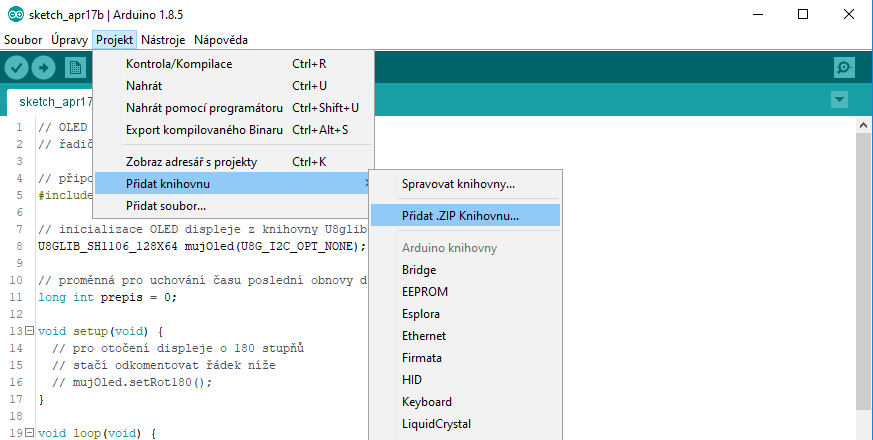 sketch_apr17b | Arduino 1.8.5
Soubor Úpravy Projekt Nástroje Nápověda
Kontrola/Kompilace Ctrl+R
Nahrát Ctrl+U
Nahrát pomocí programátoru Ctrl+Shift+U
Export kompilovaného Binaru Ctrl+Alt+S
Zobraz adresář s projekty Ctrl+K
Přidat knihovnu
Přidat soubor...
Spravovat knihovny...
Přidat .ZIP Knihovnu...
Arduino knihovny
Bridge
EEPROM
Esplora
Ethernet
Firmata
HID
Keyboard
LiquidCrystal
sketch_apr17
1 // OLED
2 // řadič
3
4 // připo
5 #include
6
7 // inicializace OLED displeje z knihovny U8glib
8 U8GLIB_SH1106_128X64 mujOled(U8G_I2C_OPT_NONE);
9
10 // proměnná pro uchování času poslední obnovy d
11 long int prepis = 0;
12
13 void setup(void) {
14 // pro otočení displeje o 180 stupňů
15 // stačí odkomentovat řádek níže
16 // mujOled.setRot180();
17 }
18
19 void loop(void) {